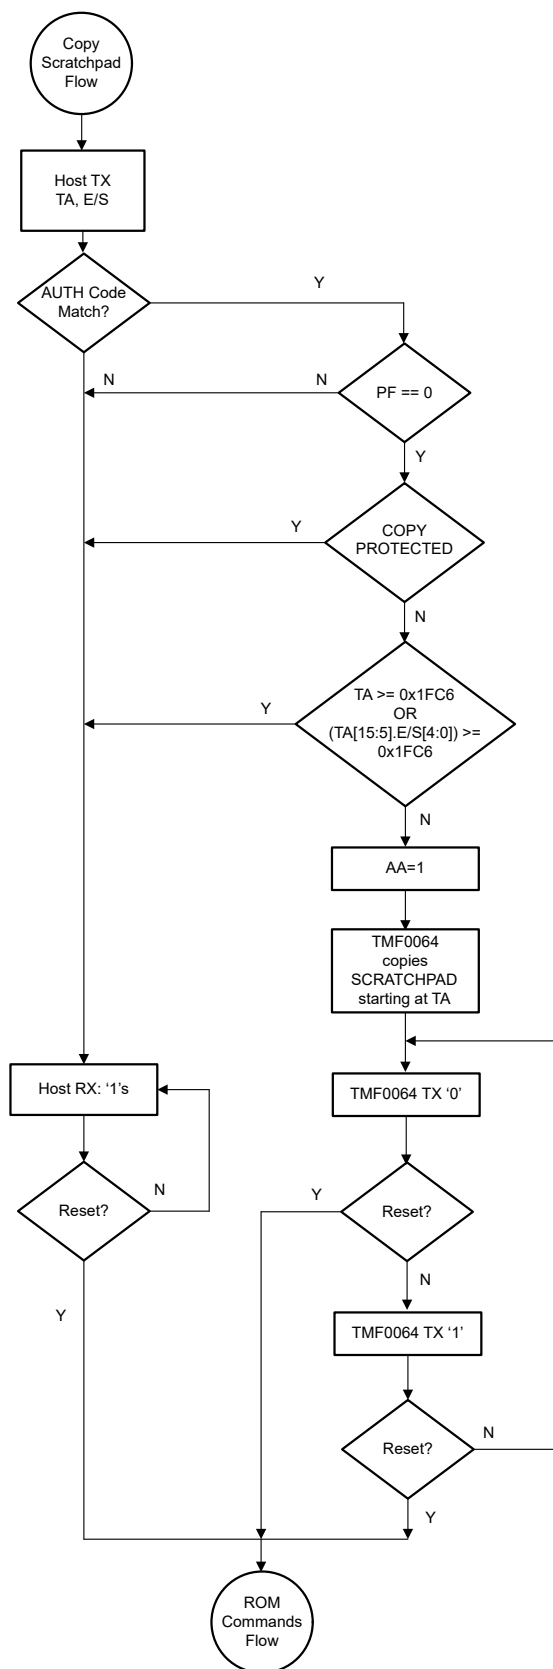 Copy
Scratchpad
Flow
Host TX
TA, E/S
AUTH Code
Match?
Y
N
N
PF == 0
Y
Y
COPY
PROTECTED
N
Y
TA >= 0x1FC6
OR
(TA[15:5].E/S[4:0]) >=
0x1FC6
N
AA=1
TMF0064
copies
SCRATCHPAD
starting at TA
Host RX: ‘1’s
TMF0064 TX ‘0’
Reset?
N
Y
Reset?
N
Y
TMF0064 TX ‘1’
Reset?
N
Y
ROM
Commands
Flow